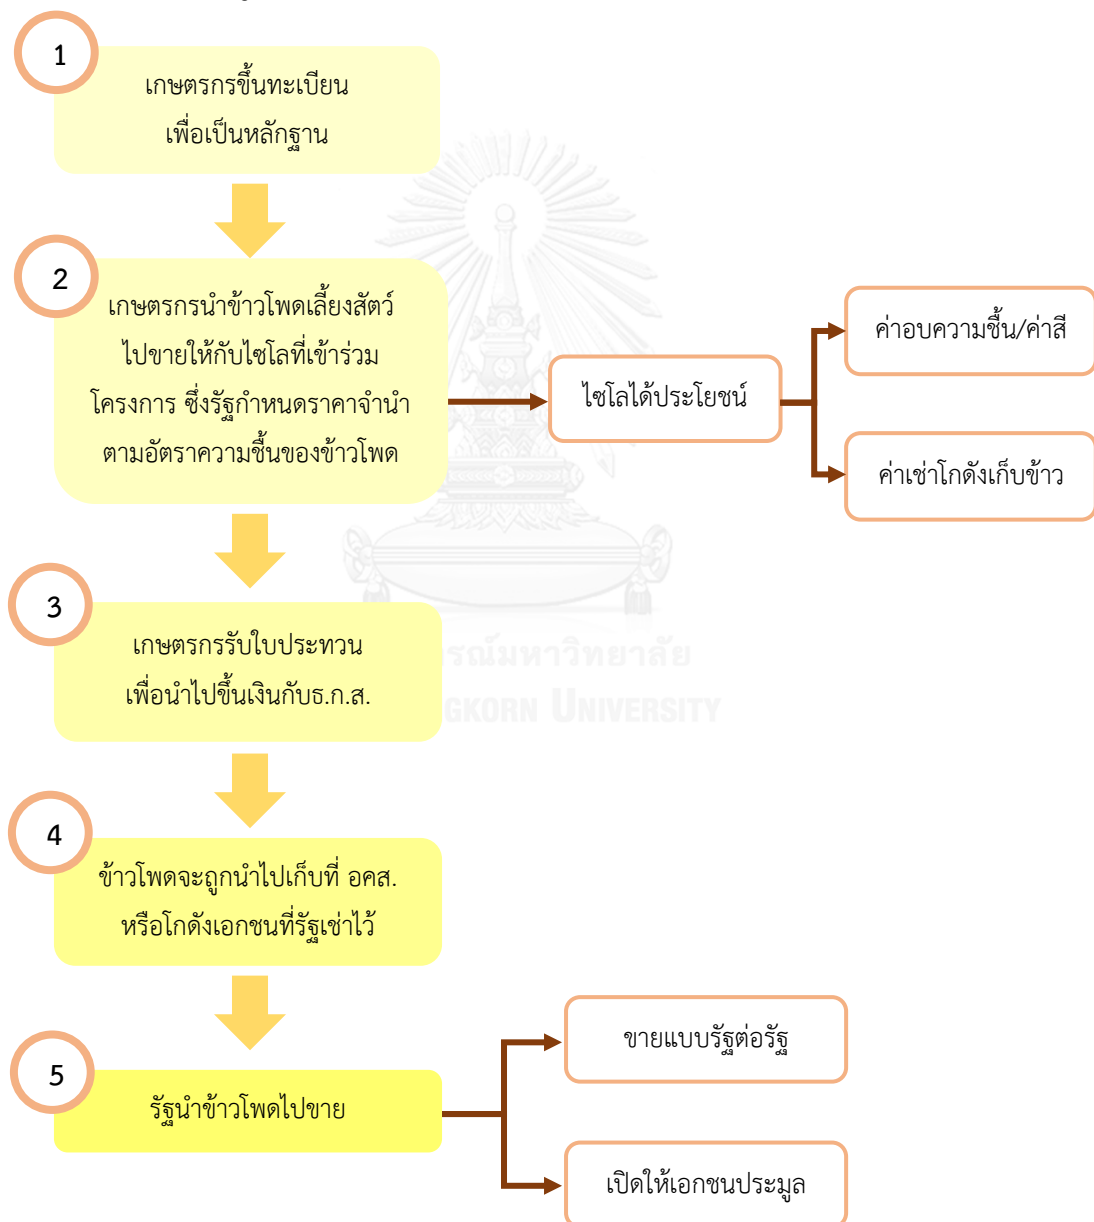 1
เกษตรกรขึ้นทะเบียน
เพื่อเป็นหลักฐาน
2
เกษตรกรนำข้าวโพดเลี้ยงสัตว์
ไปขายให้กับไซโลที่เข้าร่วม
โครงการ ซึ่งรัฐกำหนดราคาจำนำ
ตามอัตราความชื้นของข้าวโพด
ไซโลได้ประโยชน์
ค่าอบความชื้น/ค่าสี
ค่าเช่าโกดังเก็บข้าว
3
เกษตรกรรับใบประทวน
เพื่อนำไปขึ้นเงินกับธ.ก.ส.
รณ์มหาวิทยาลัย
GKORN UNIVERSITY
4
ข้าวโพดจะถูกนำไปเก็บที่ อคส.
หรือโกดังเอกชนที่รัฐเช่าไว้
5
รัฐนำข้าวโพดไปขาย
ขายแบบรัฐต่อรัฐ
เปิดให้เอกชนประมูล